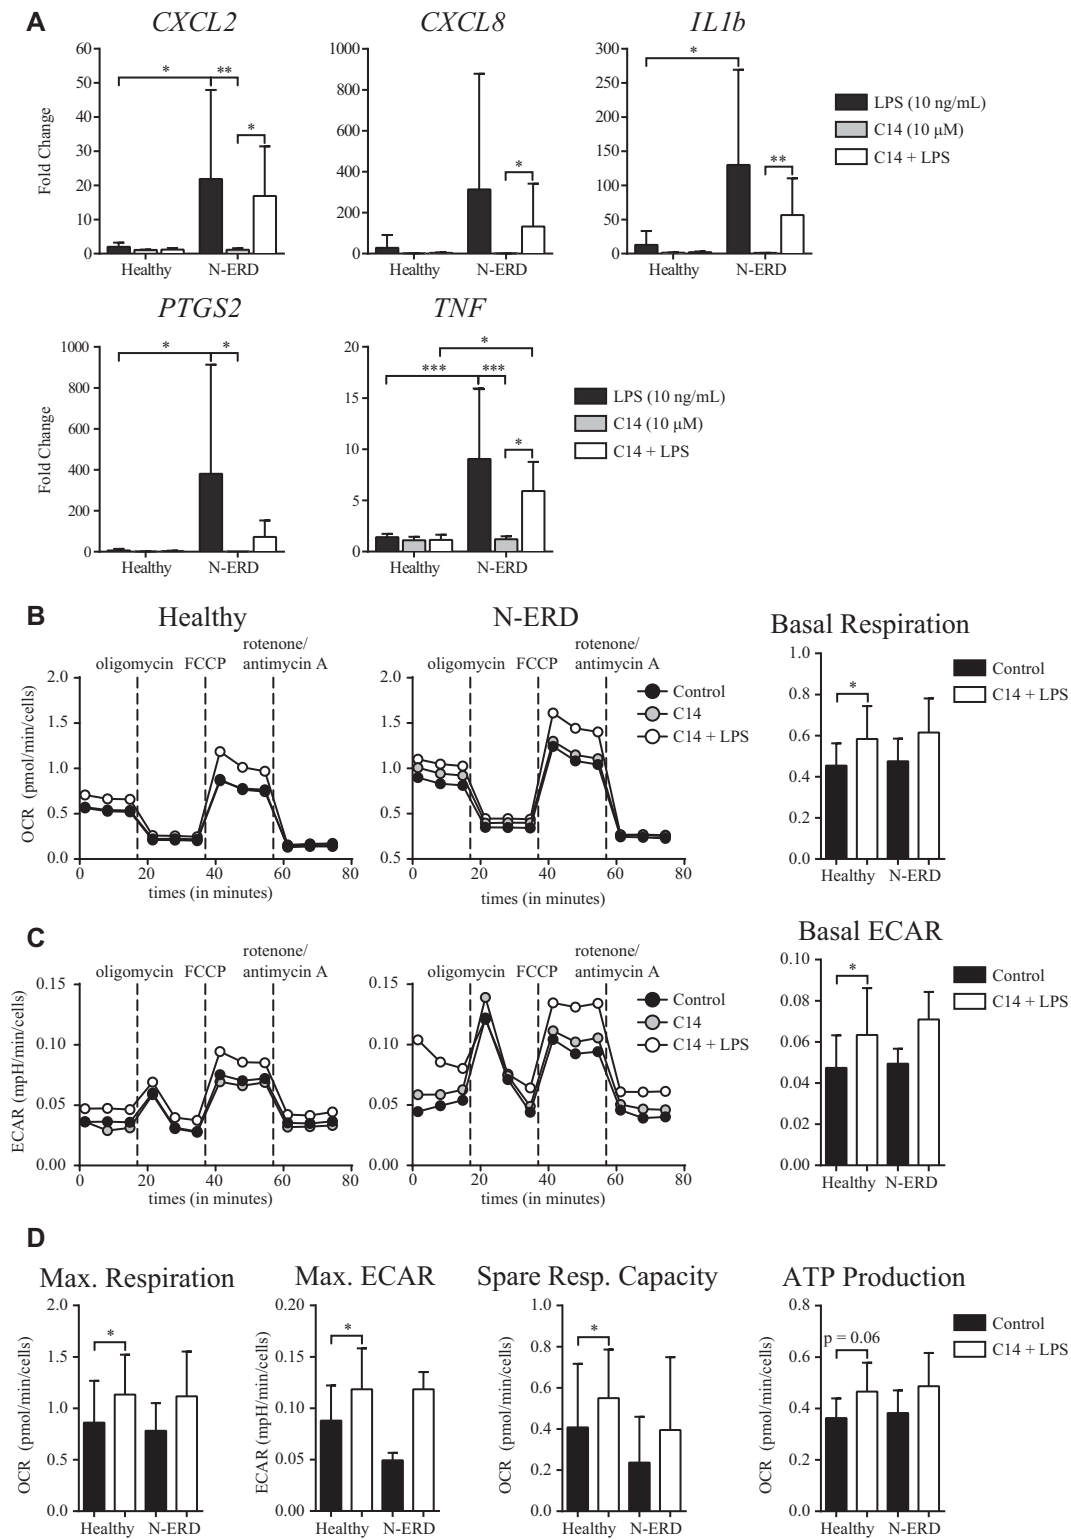 A
CXCL2
CXCL8
IL1b
Fold Change
60
50
40
30
20
10
0
*
**
*
Healthy
N-ERD
1000
800
600
400
200
0
*
Healthy
N-ERD
300
250
200
150
100
50
0
*
**
Healthy
N-ERD
LPS (10 ng/mL)
C14 (10 µM)
C14 + LPS
PTGS2
TNF
Fold Change
1000
800
600
400
200
0
*
*
Healthy
N-ERD
20
15
10
5
0
*
***
***
*
Healthy
N-ERD
LPS (10 ng/mL)
C14 (10 µM)
C14 + LPS
B
Healthy
N-ERD
Basal Respiration
oligomycin
FCCP
rotenone/
antimycin A
OCR (pmol/min/cells)
2.0
1.5
1.0
0.5
0.0
0
20
40
60
80
times (in minutes)
oligomycin
FCCP
rotenone/
antimycin A
2.0
1.5
1.0
0.5
0.5
0
20
40
60
80
times (in minutes)
Control
C14
C14 + LPS
1.0
0.8
0.6
0.4
0.2
0.0
*
Healthy
N-ERD
Control
C14 + LPS
C
Basal ECAR
oligomycin
FCCP
rotenone/
antimycin A
ECAR (mpH/min/cells)
0.15
0.10
0.05
0.00
0
20
40
60
80
times (in minutes)
oligomycin
FCCP
rotenone/
antimycin A
0.15
0.10
0.05
0.00
0
20
40
60
80
times (in minutes)
Control
C14
C14 + LPS
0.10
0.08
0.06
0.04
0.02
0.00
*
Healthy
N-ERD
Control
C14 + LPS
D
Max. Respiration
Max. ECAR
Spare Resp. Capacity
ATP Production
OCR (pmol/min/cells)
2.0
1.5
1.0
0.5
0.0
*
Healthy
N-ERD
ECAR (mpH/min/cells)
0.20
0.15
0.10
0.05
0.00
*
Healthy
N-ERD
OCR (pmol/min/cells)
1.0
0.8
0.6
0.4
0.2
0.0
*
Healthy
N-ERD
OCR (pmol/min/cells)
0.8
0.6
0.4
0.2
0.0
p = 0.06
Healthy
N-ERD
Control
C14 + LPS